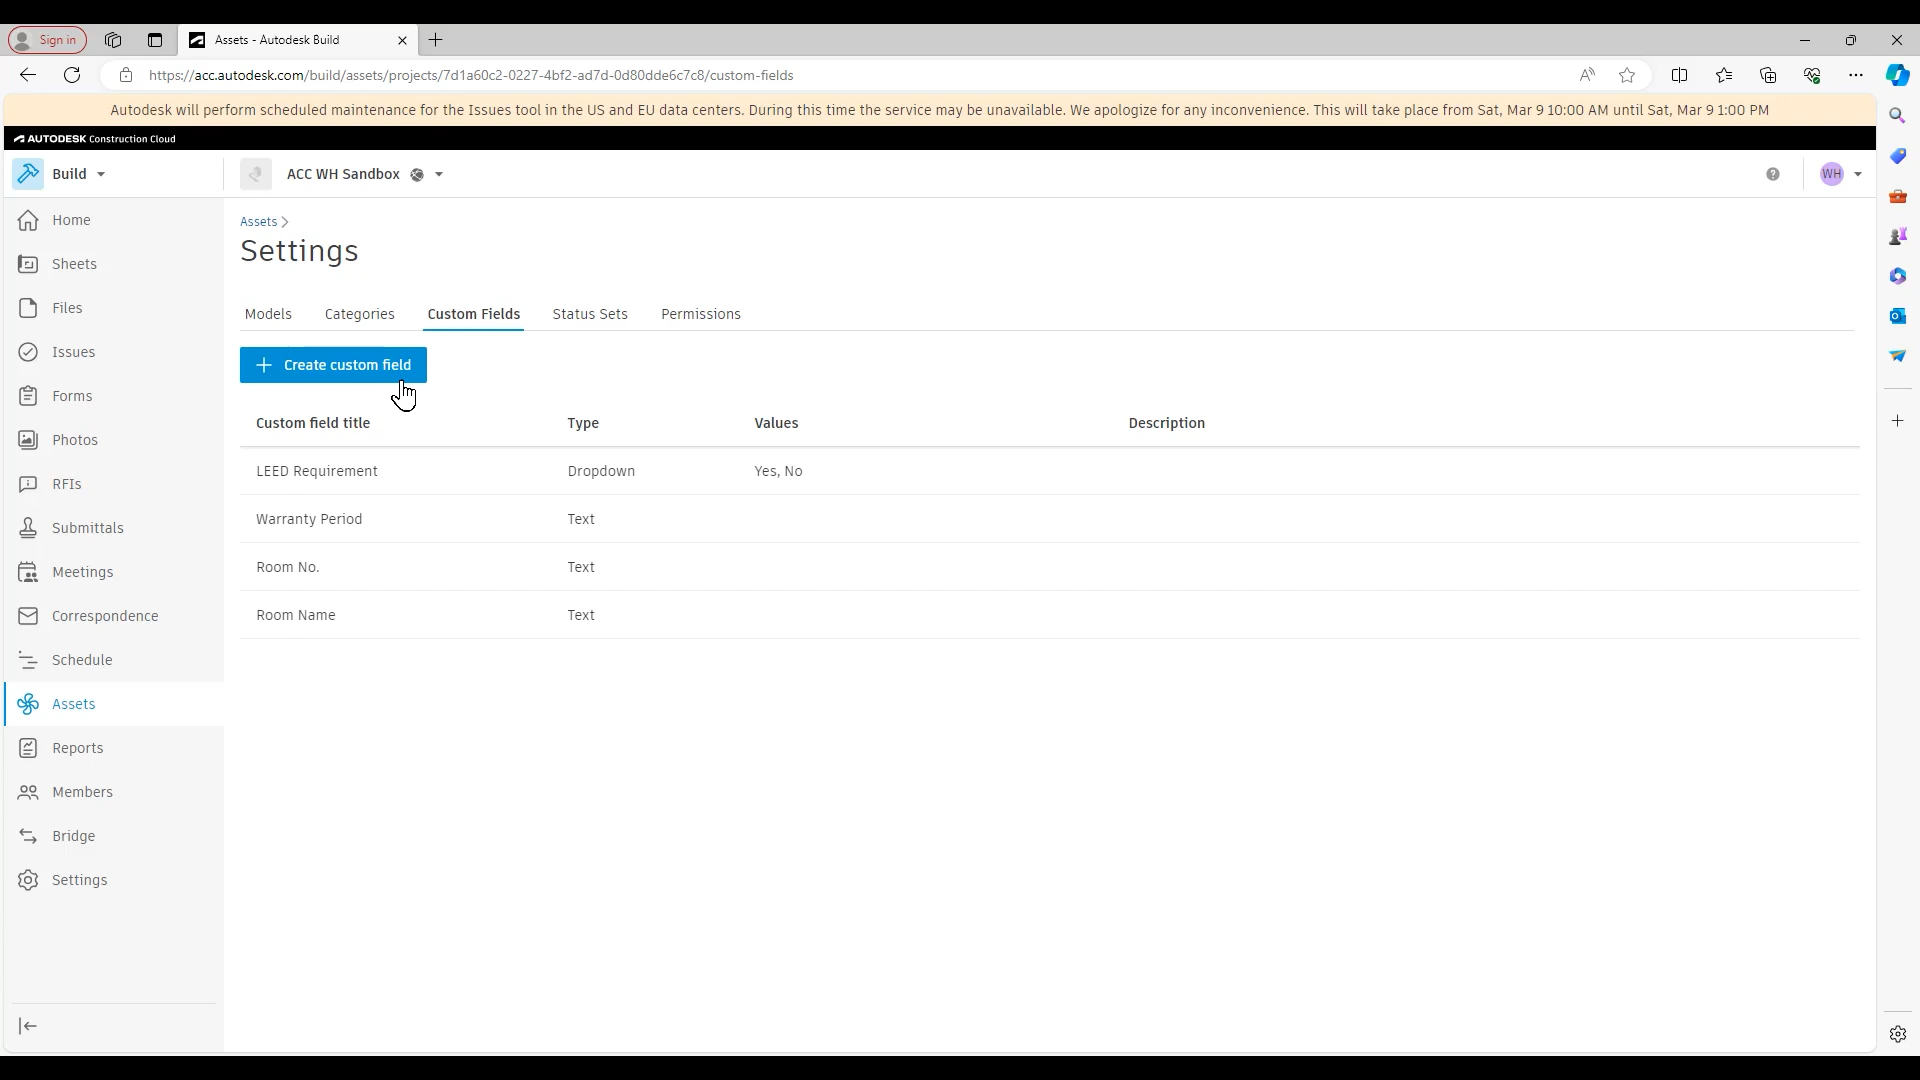 Sign in
Assets - Autodesk Build
https://acc.autodesk.com/build/assets/projects/7d1a60c2-0227-4bf2-ad7d-0d80dde6c7c8/custom-fields
Autodesk will perform scheduled maintenance for the Issues tool in the US and EU data centers. During this time the service may be unavailable. We apologize for any inconvenience. This will take place from Sat, Mar 9 10:00 AM until Sat, Mar 9 1:00 PM
AUTODESK Construction Cloud
Build
ACC WH Sandbox
WH
Home
Sheets
Files
Issues
Forms
Photos
RFIs
Submittals
Meetings
Correspondence
Schedule
Assets
Reports
Members
Bridge
Settings
Assets
Settings
Models Categories Custom Fields Status Sets Permissions
Create custom field
Custom field title Type Values Description
LEED Requirement Dropdown Yes, No
Warranty Period Text
Room No. Text
Room Name Text